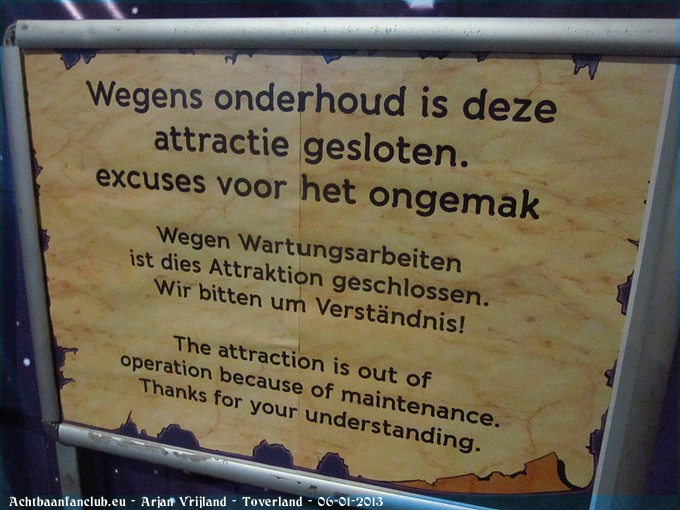 Wegens onderhoud is deze
attractie gesloten.
excuses voor het ongemak
Wegen Wartungsarbeiten
ist dies Attraktion geschlossen.
Wir bitten um Verständnis!
The attraction is out of
operation because of maintenance.
Thanks for your understanding.
Achtbaanfanclub.eu - Arjan Vrijland - Toverland - 06-01-2013